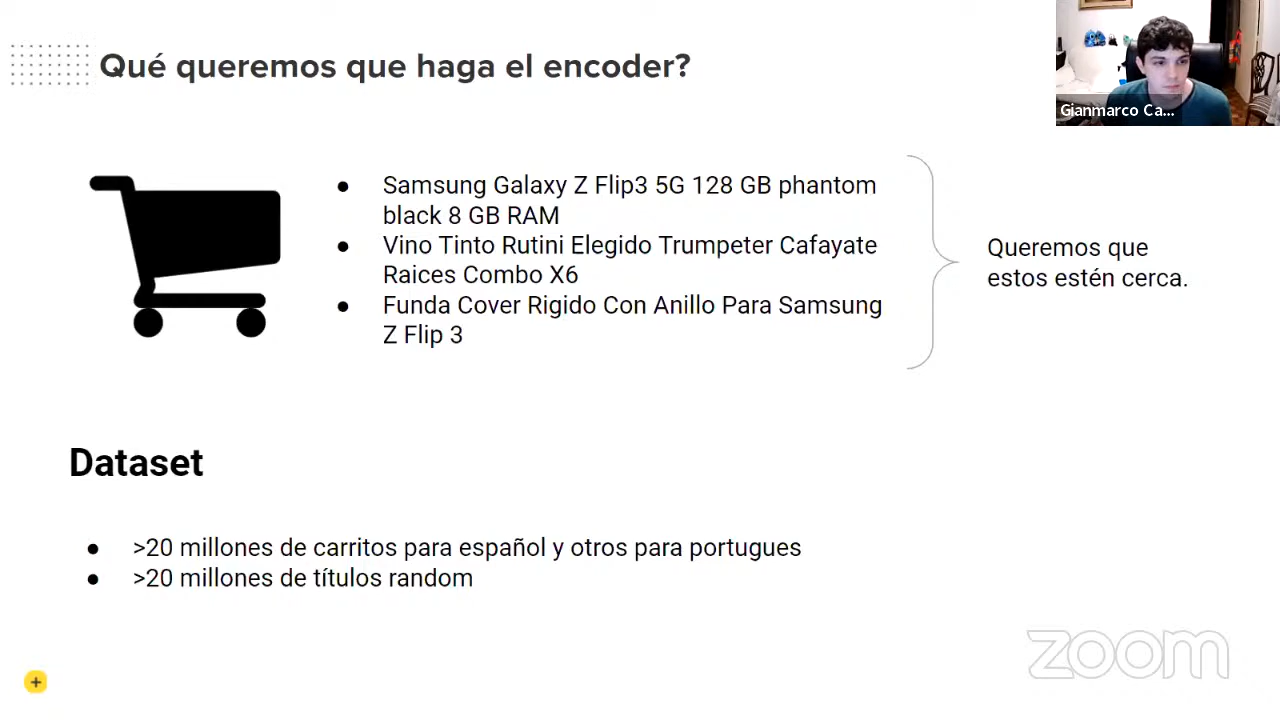 Qué queremos que haga el encoder?
Gianmarco Ca...
● Samsung Galaxy Z Flip3 5G 128 GB phantom
black 8 GB RAM
● Vino Tinto Rutini Elegido Trumpeter Cafayate
Raices Combo X6
● Funda Cover Rigido Con Anillo Para Samsung
Z Flip 3
Queremos que
estos estén cerca.
Dataset
● >20 millones de carritos para español y otros para portugues
● >20 millones de títulos random
zoom